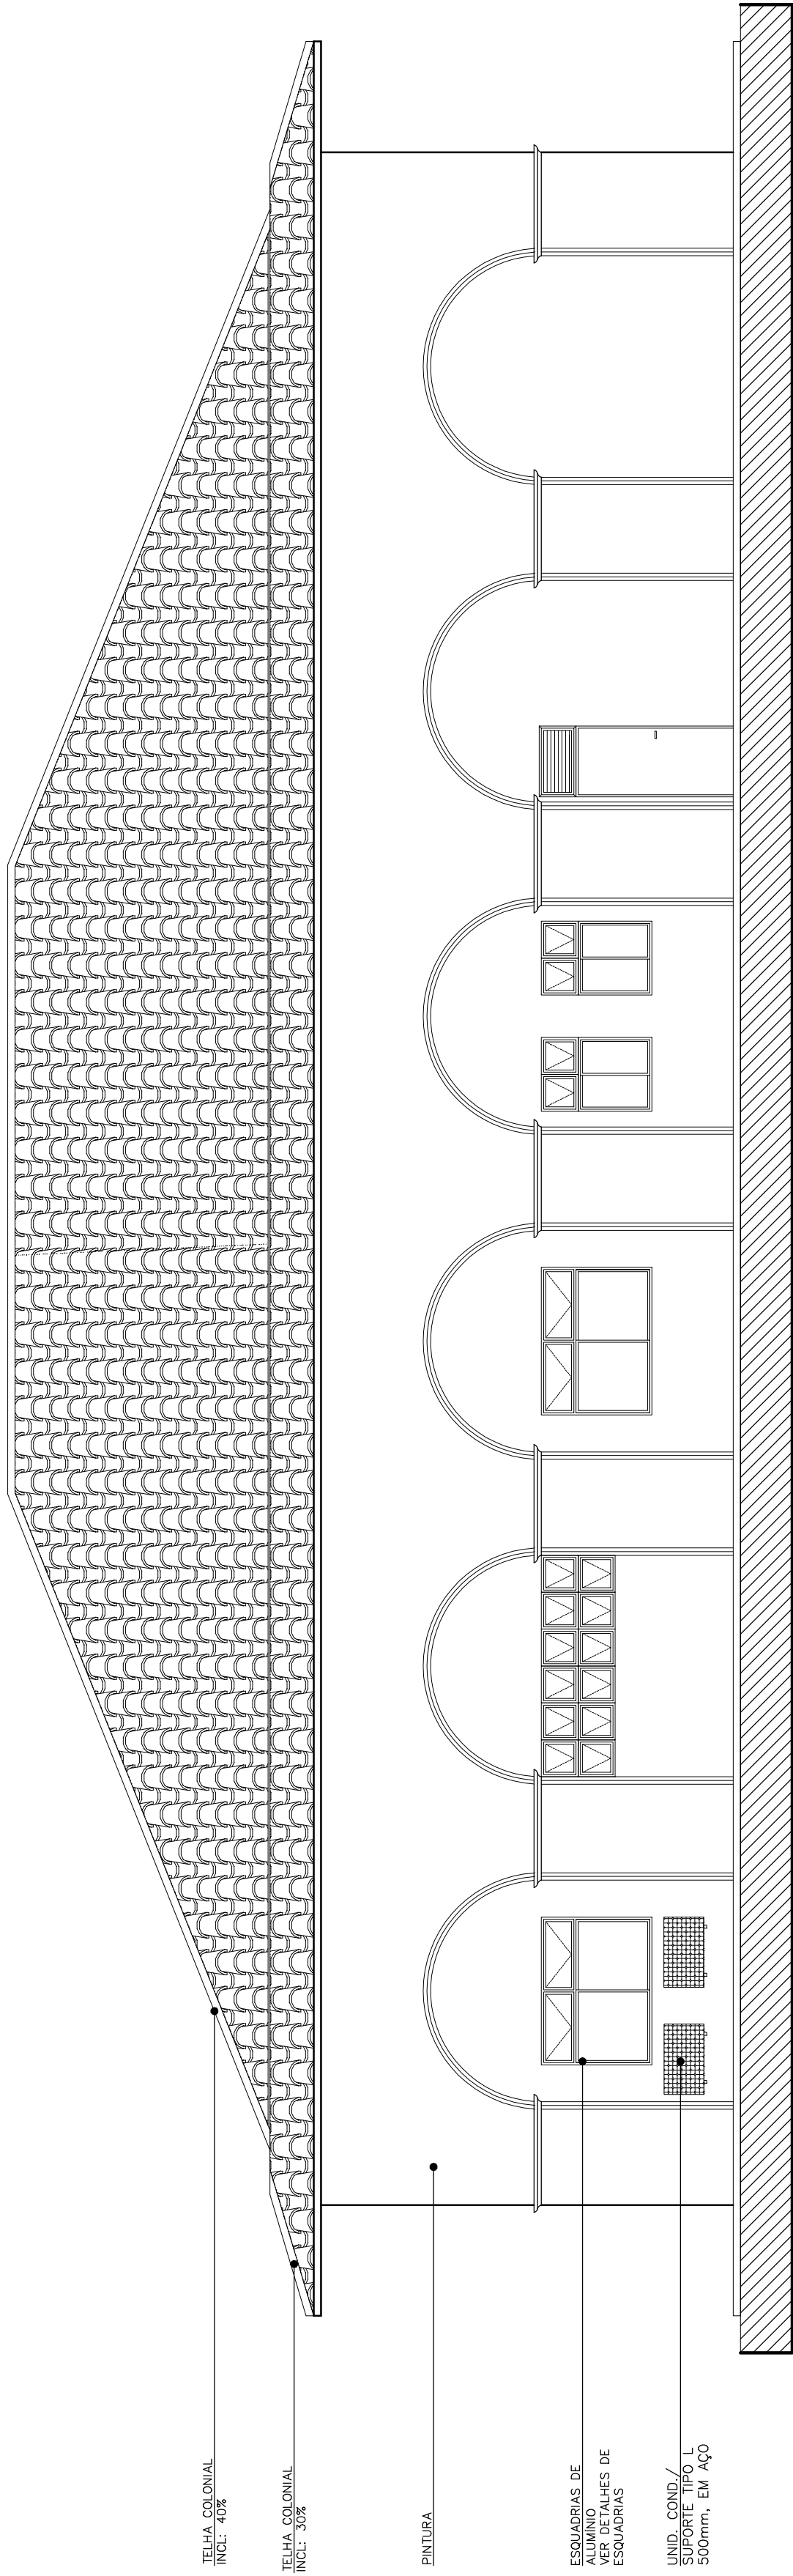 TELHA COLONIAL
INCL: 40%
TELHA COLONIAL
INCL: 30%
PINTURA
ESQUADRIAS DE
ALUMÍNIO
VER DETALHES DE
ESQUADRIAS
UNID. COND./
SUPORTE TIPO L
500mm, EM AÇO